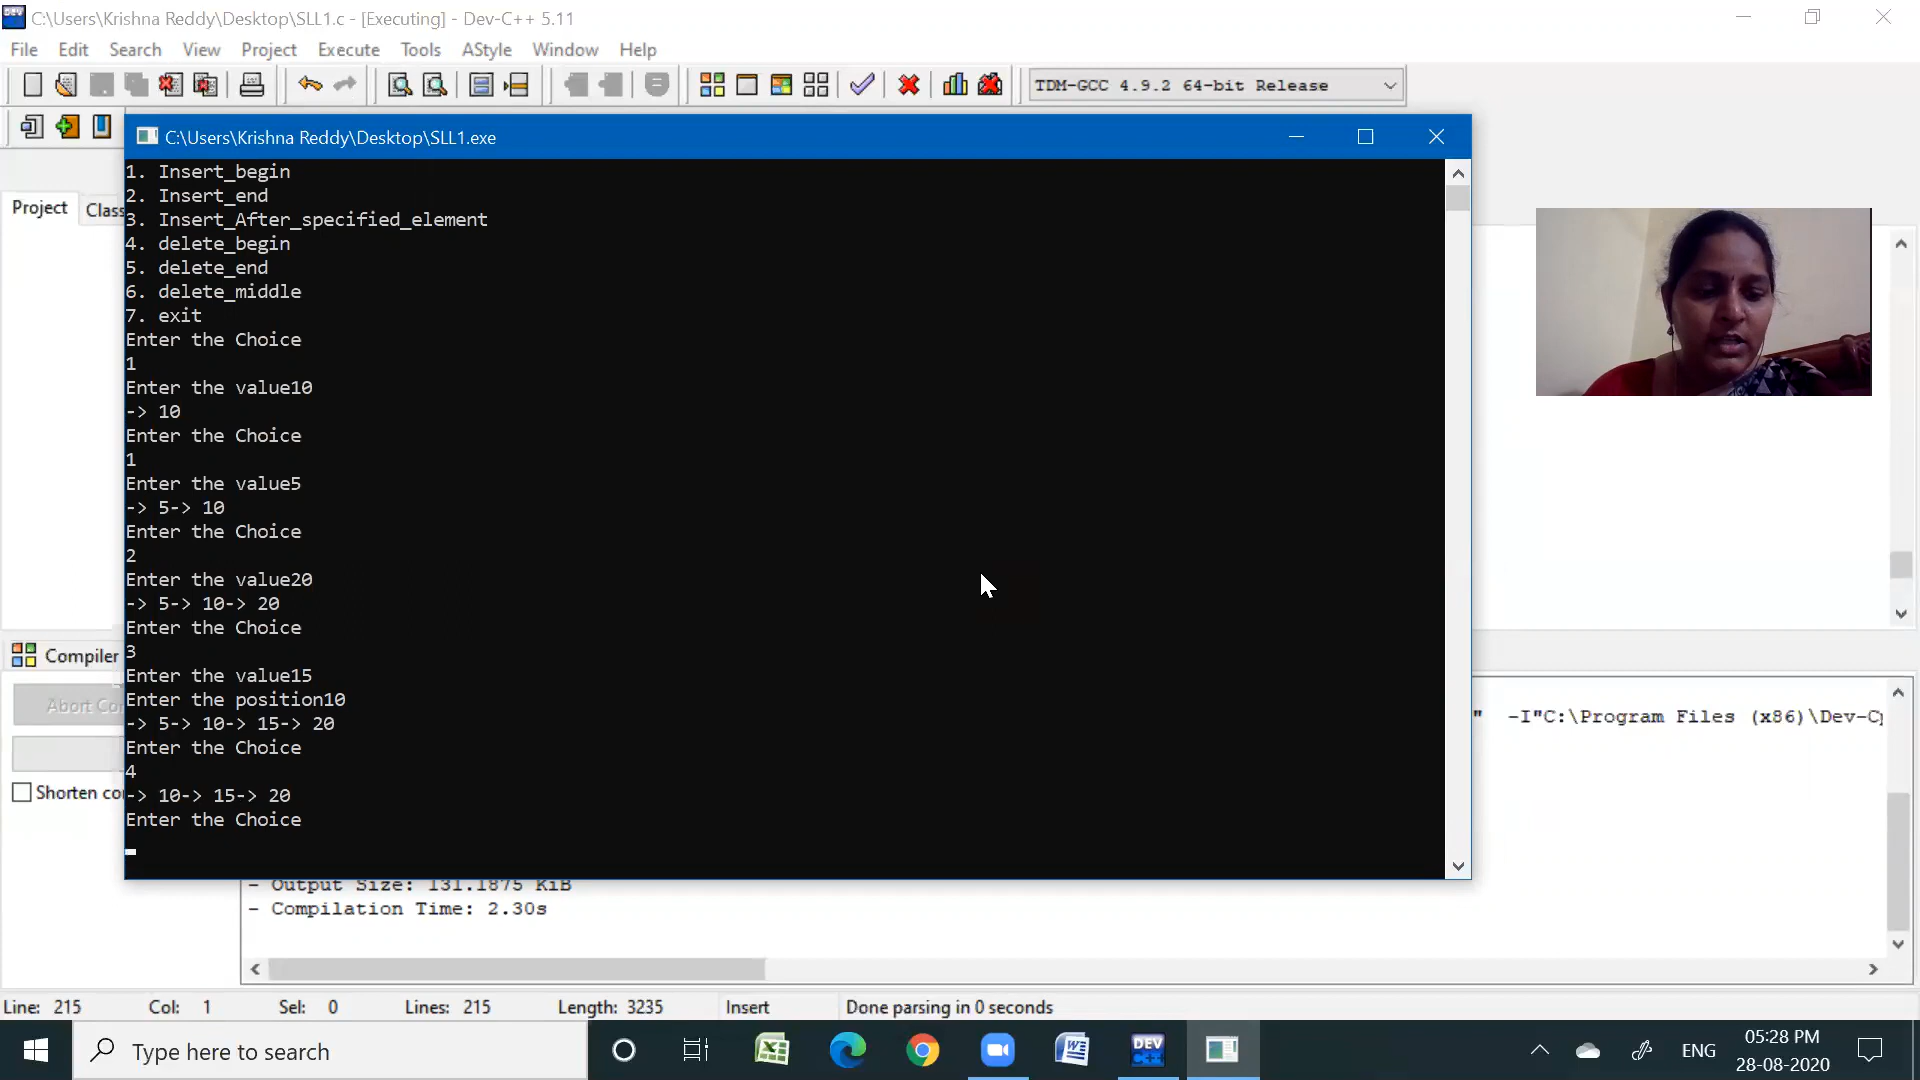 C:\Users\Krishna Reddy\Desktop\SLL1.c - [Executing] - Dev-C++ 5.11
File Edit Search View Project Execute Tools AStyle Window Help
TDM-GCC 4.9.2 64-bit Release
C:\Users\Krishna Reddy\Desktop\SLL1.exe
Project
1. Insert_begin
2. Insert_end
3. Insert_After_specified_element
4. delete_begin
5. delete_end
6. delete_middle
7. exit
Enter the Choice
1
Enter the value10
-> 10
Enter the Choice
1
Enter the value5
-> 5-> 10
Enter the Choice
2
Enter the value20
-> 5-> 10-> 20
Enter the Choice
3
Enter the value15
Enter the position10
-> 5-> 10-> 15-> 20
Enter the Choice
4
-> 10-> 15-> 20
Enter the Choice
Compiler
Abort
Shorten
" -I"C:\Program Files (x86)\Dev-Cp
- Output Size: 131.1875 KiB
- Compilation Time: 2.30s
Line: 215 Col: 1 Sel: 0 Lines: 215 Length: 3235 Insert Done parsing in 0 seconds
Type here to search
DEV C++
ENG
05:28 PM
28-08-2020